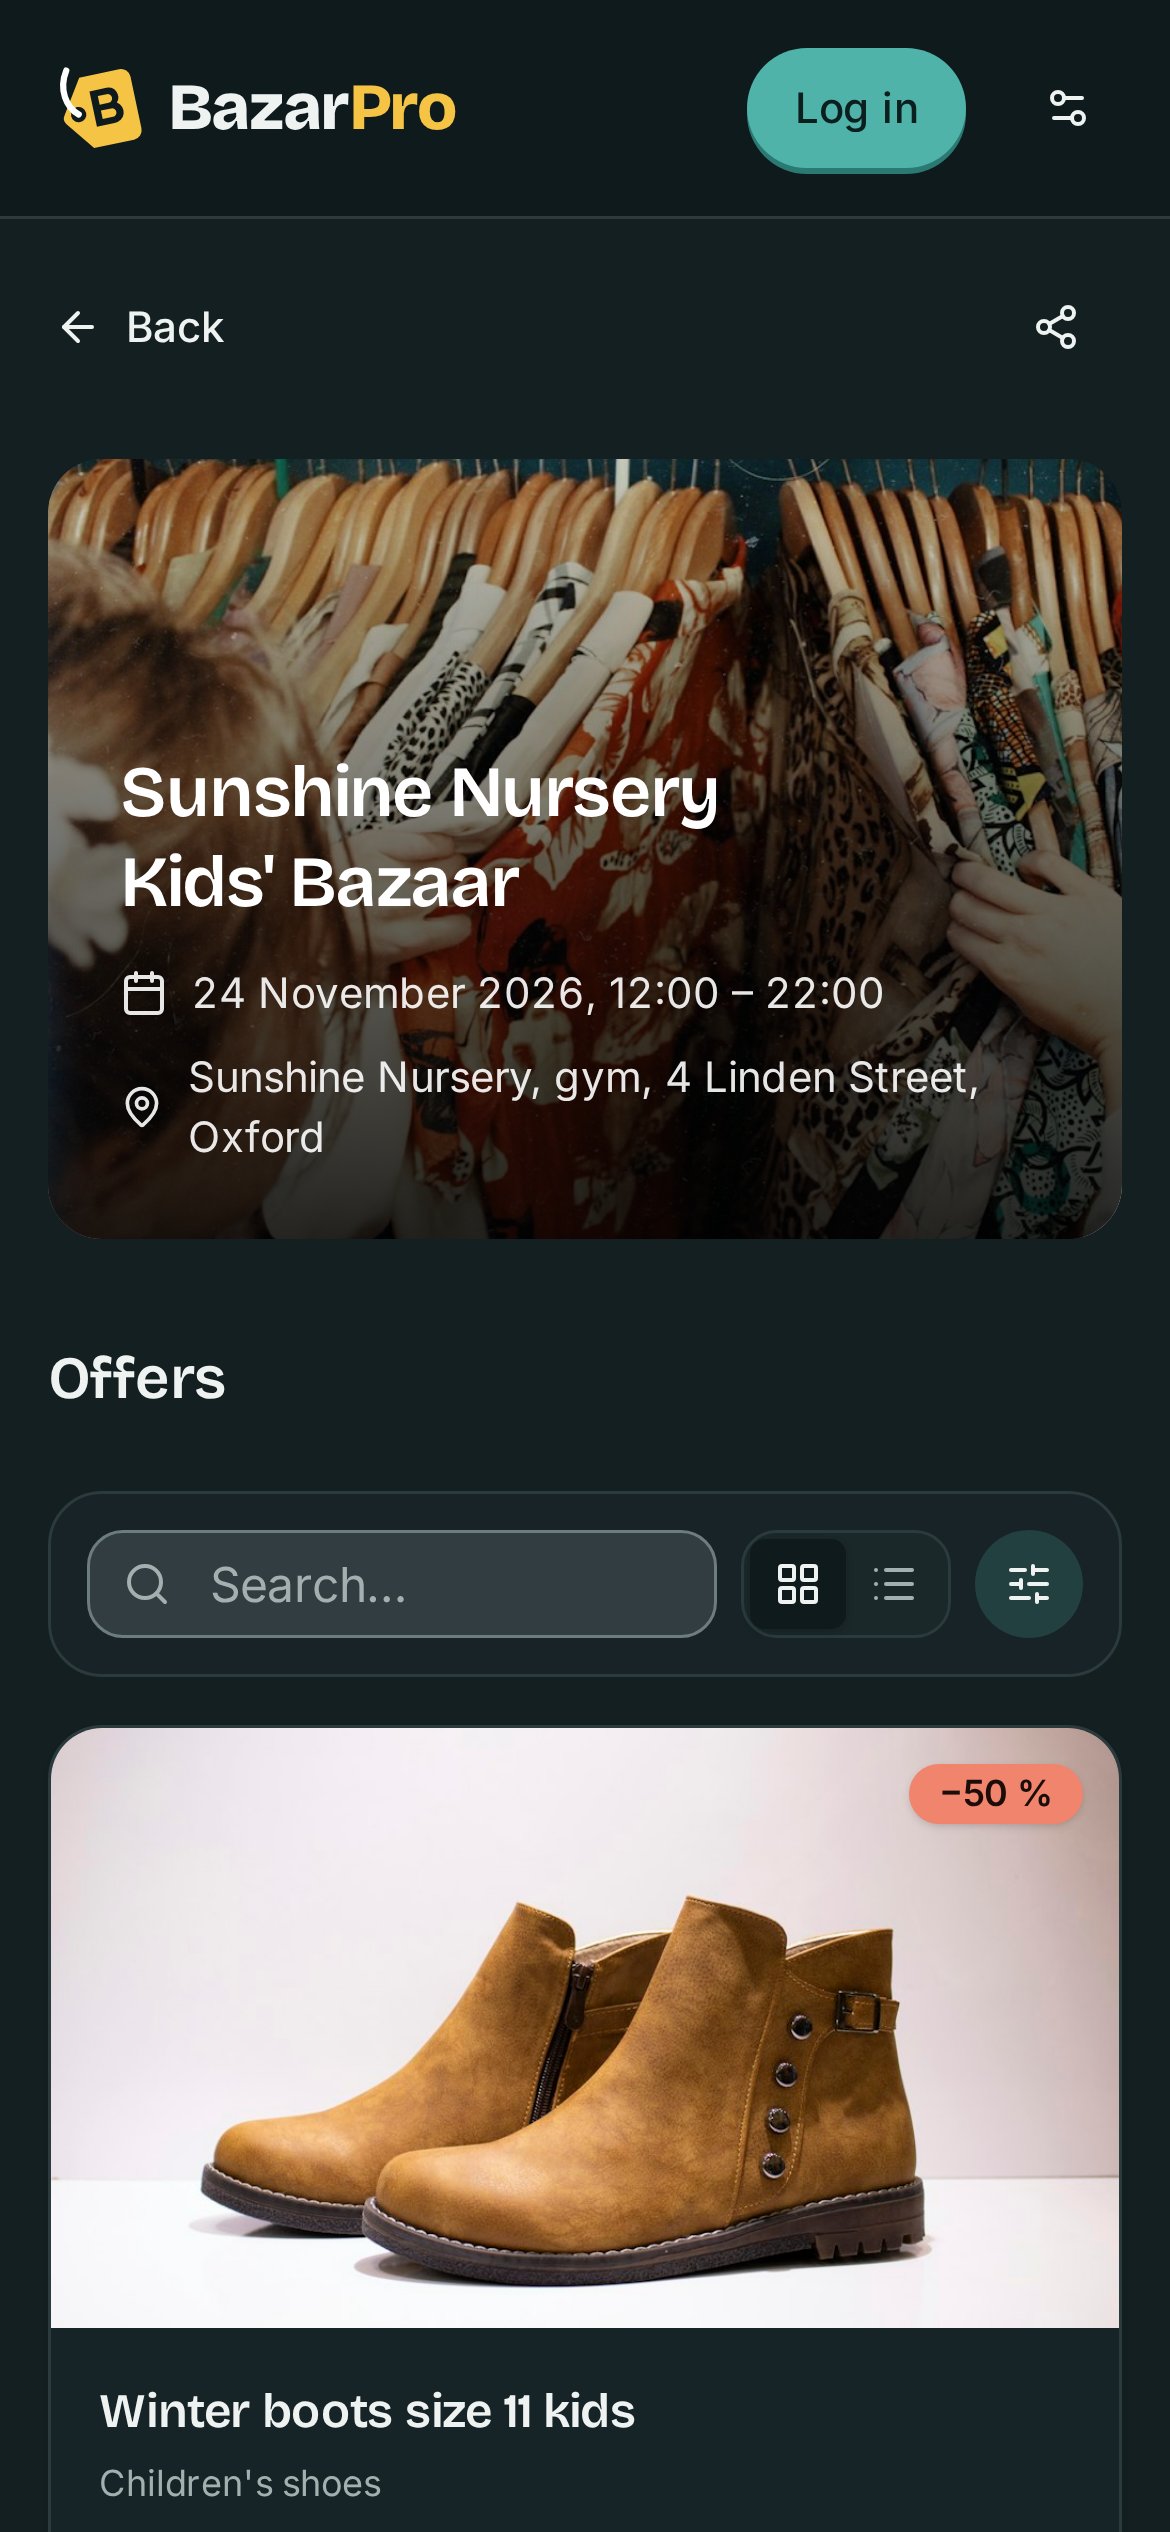 B BazarPro
Log in
Back
Sunshine Nursery
Kids' Bazaar
24 November 2026, 12:00 – 22:00
Sunshine Nursery, gym, 4 Linden Street,
Oxford
Offers
Search...
−50 %
Winter boots size 11 kids
Children's shoes